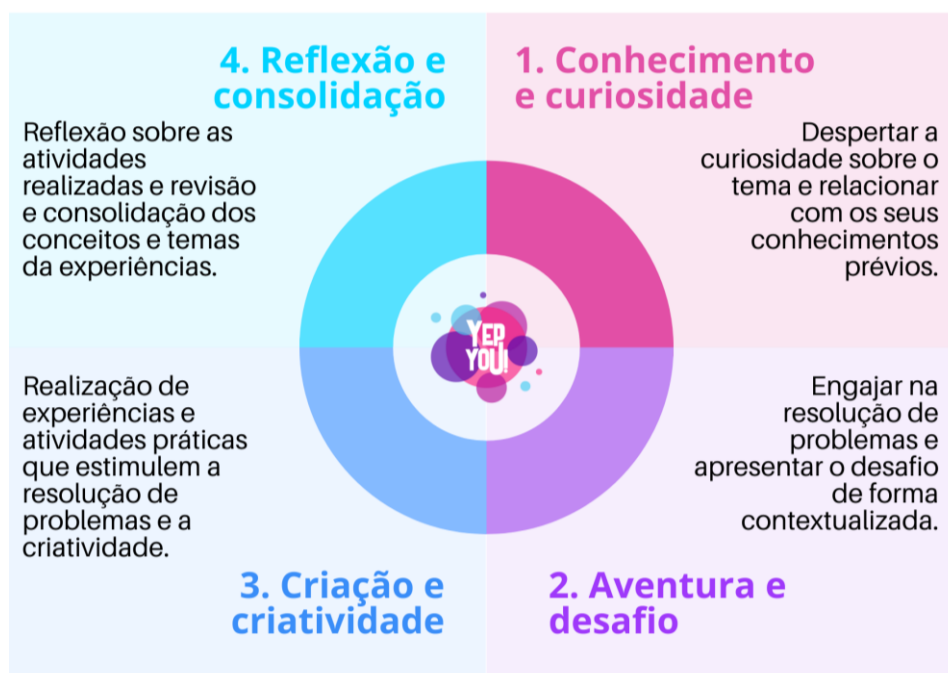 4. Reflexão e
consolidação
Reflexão sobre as
atividades
realizadas e revisão
e consolidação dos
conceitos e temas
da experiências.
1. Conhecimento
e curiosidade
Despertar a
curiosidade sobre o
tema e relacionar
com os seus
conhecimentos
prévios.
YEP
YOU!
Realização de
experiências e
atividades práticas
que estimulem a
resolução de
problemas e a
criatividade.
3. Criação e
criatividade
Engajar na
resolução de
problemas e
apresentar o desafio
de forma
contextualizada.
2. Aventura e
desafio